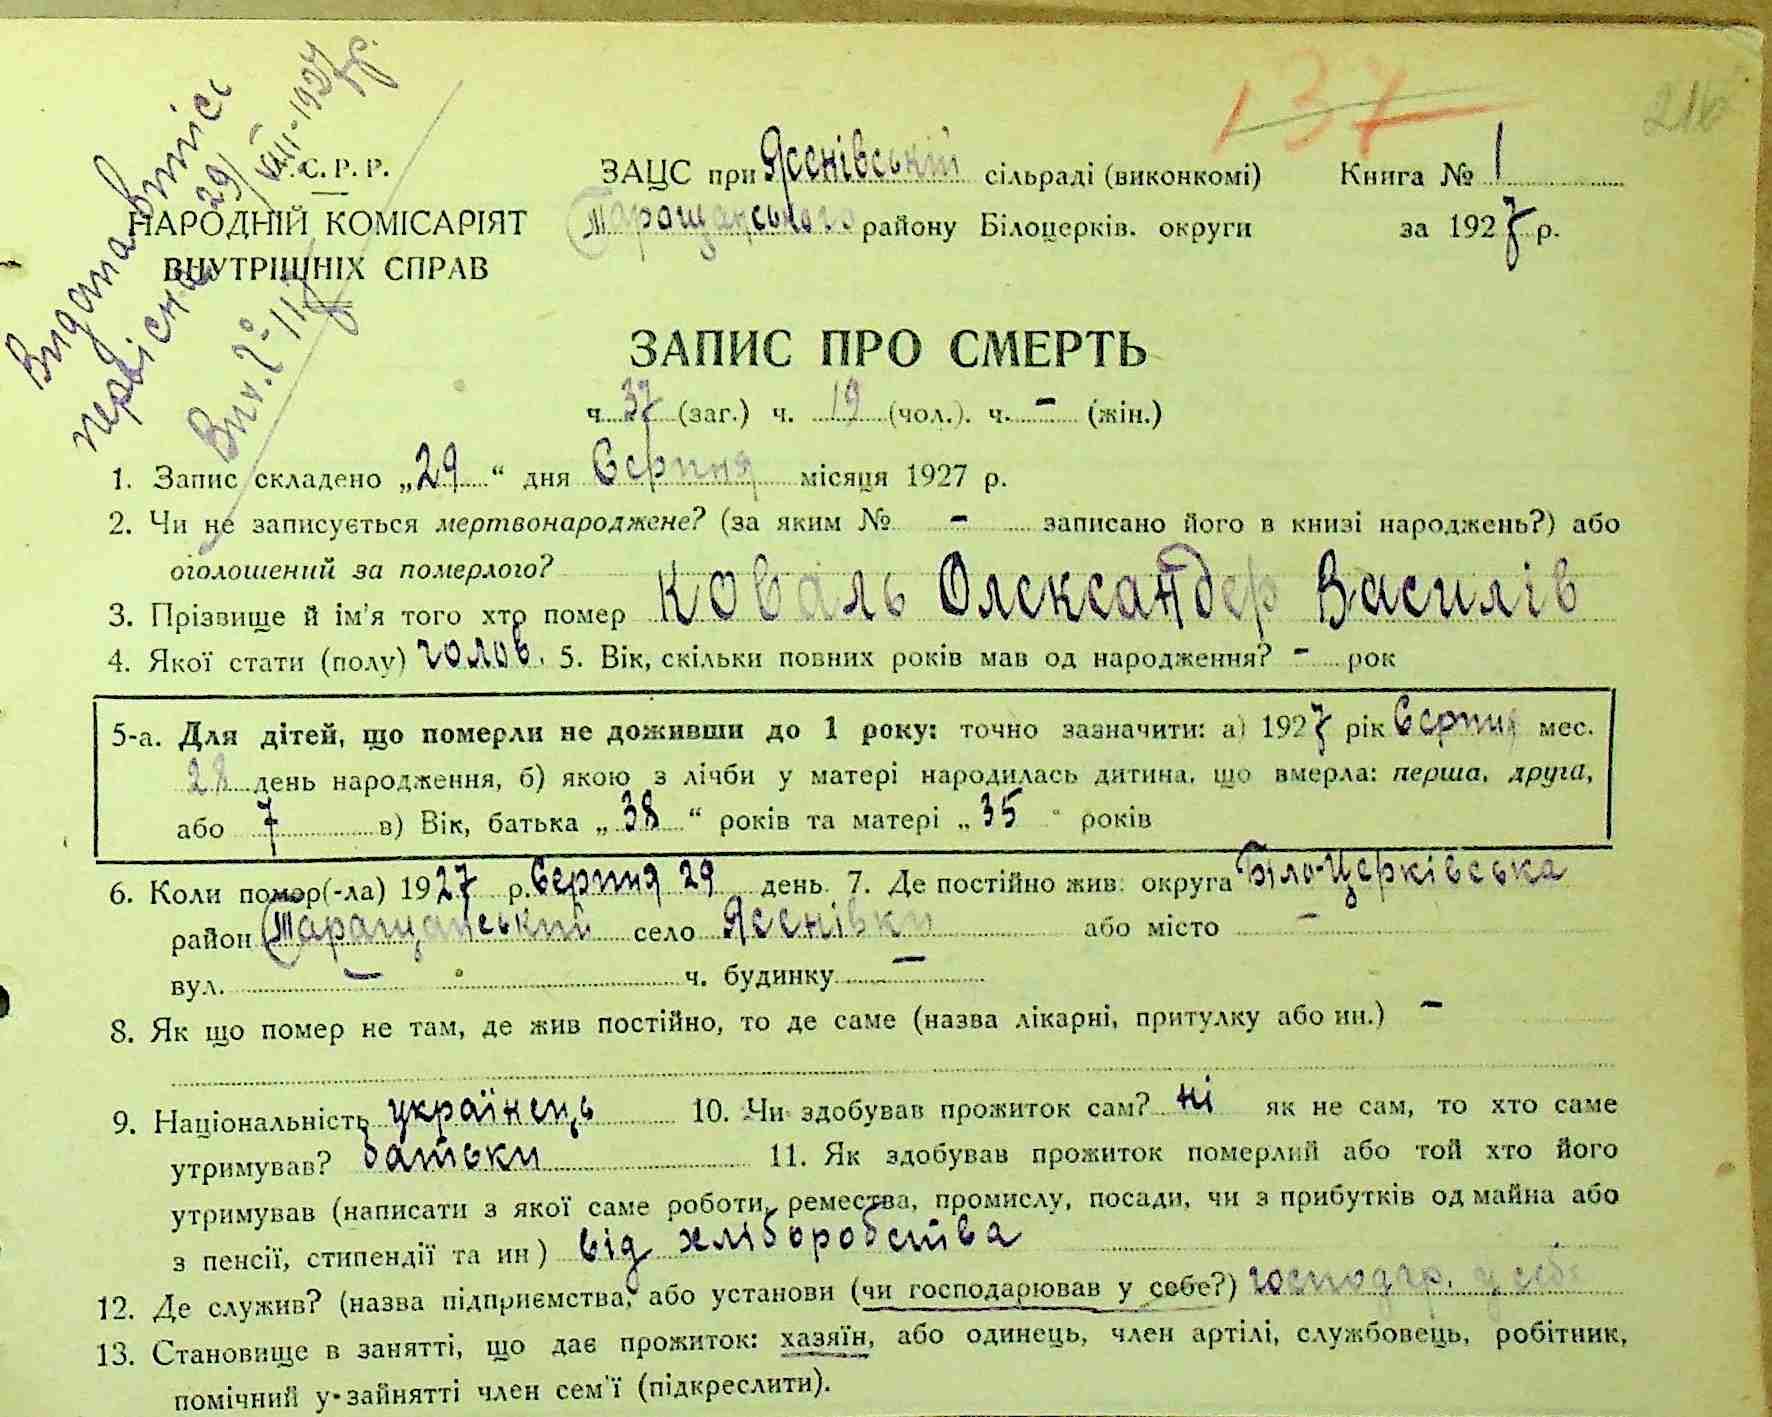 137
216
Видана виписъ
первісна 29/VIII-1927 р.
Вих. № 117
.С.Р.Р.
НАРОДНІЙ КОМІСАРІЯТ
ВНУТРІШНІХ СПРАВ
ЗАЦС при Ясенівській сільраді (виконкомі) Книга № 1
Таращанського району Білоцерків. округи за 1927 р.
ЗАПИС ПРО СМЕРТЬ
ч. 37 (заг.) ч. 19 (чол.). ч. - (жін.)
1. Запис складено „29“ дня Серпня місяця 1927 р.
2. Чи не записується мертвонароджене? (за яким № - записано його в книзі народжень?) або
оголошений за померлого?
3. Прізвище й ім'я того хто помер Коваль Олександер Василів
4. Якої стати (полу) чолов. 5. Вік, скільки повних років мав од народження? - рок
5-а. Для дітей, що померли не доживши до 1 року: точно зазначити: а) 1927 рік Серпня мес.
28 день народження, б) якою з лічби у матері народилась дитина, що вмерла: перша, друга,
або 7 в) Вік, батька „38“ років та матері „35“ років
6. Коли помер(-ла) 1927 р. Серпня 29 день. 7. Де постійно жив: округа Біло-Церківська
район Таращанський село Ясенівки або місто -
вул. - ч. будинку -
8. Як що помер не там, де жив постійно, то де саме (назва лікарні, притулку або ин.) -
9. Національність українець 10. Чи здобував прожиток сам? ні як не сам, то хто саме
утримував? батьки 11. Як здобував прожиток померлий або той хто його
утримував (написати з якої саме роботи, ремества, промислу, посади, чи з прибутків од майна або
з пенсії, стипендії та ин) від хліборобства
12. Де служив? (назва підприємства, або установи (чи господарював у себе?) господар. у себе
13. Становище в занятті, що дає прожиток: хазяїн, або одинець, член артілі, службовець, робітник,
помічний у-зайнятті член сем'ї (підкреслити).